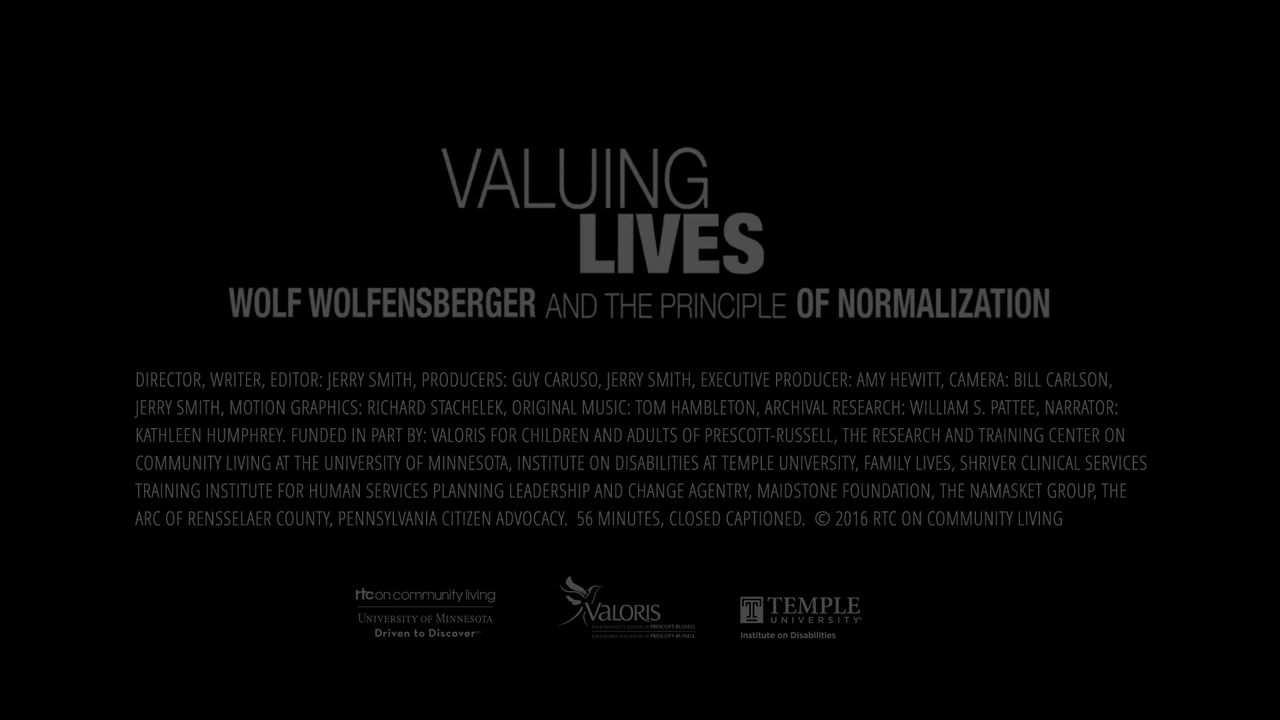 VALUING
LIVES
WOLF WOLFENSBERGER AND THE PRINCIPLE OF NORMALIZATION
DIRECTOR, WRITER, EDITOR: JERRY SMITH, PRODUCERS: GUY CARUSO, JERRY SMITH, EXECUTIVE PRODUCER: AMY HEWITT, CAMERA: BILL CARLSON,
JERRY SMITH, MOTION GRAPHICS: RICHARD STACHELEK, ORIGINAL MUSIC: TOM HAMBLETON, ARCHIVAL RESEARCH: WILLIAM S. PATTEE, NARRATOR:
KATHLEEN HUMPHREY. FUNDED IN PART BY: VALORIS FOR CHILDREN AND ADULTS OF PRESCOTT-RUSSELL, THE RESEARCH AND TRAINING CENTER ON
COMMUNITY LIVING AT THE UNIVERSITY OF MINNESOTA, INSTITUTE ON DISABILITIES AT TEMPLE UNIVERSITY, FAMILY LIVES, SHRIVER CLINICAL SERVICES
TRAINING INSTITUTE FOR HUMAN SERVICES PLANNING LEADERSHIP AND CHANGE AGENTRY, MAIDSTONE FOUNDATION, THE NAMASKET GROUP, THE
ARC OF RENSSELAER COUNTY, PENNSYLVANIA CITIZEN ADVOCACY. 56 MINUTES, CLOSED CAPTIONED. © 2016 RTC ON COMMUNITY LIVING
rtc on community living
UNIVERSITY OF MINNESOTA
Driven to Discover
VALORIS
PRESCOTT-RUSSELL
PRESCOTT-RUSSELL
T TEMPLE
UNIVERSITY
Institute on Disabilities